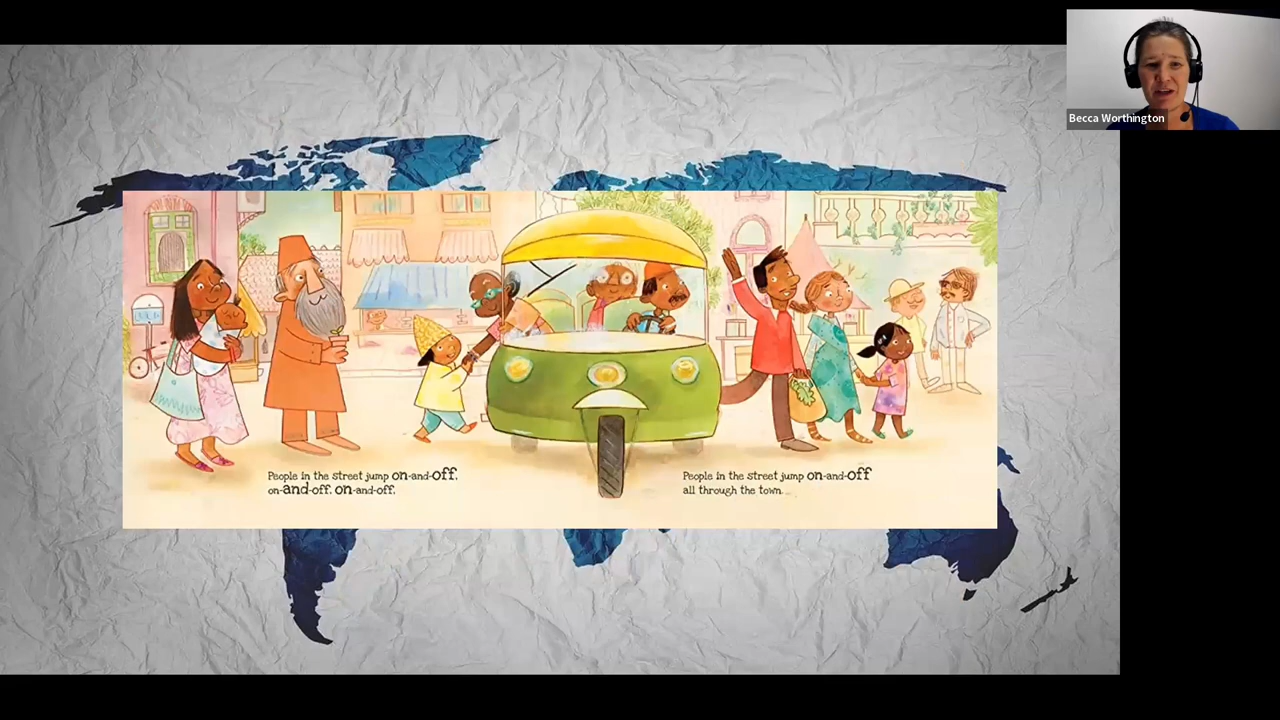 Becca Worthington
People in the street jump on-and-off,
on-and-off, on-and-off,
People in the street jump on-and-off
all through the town.